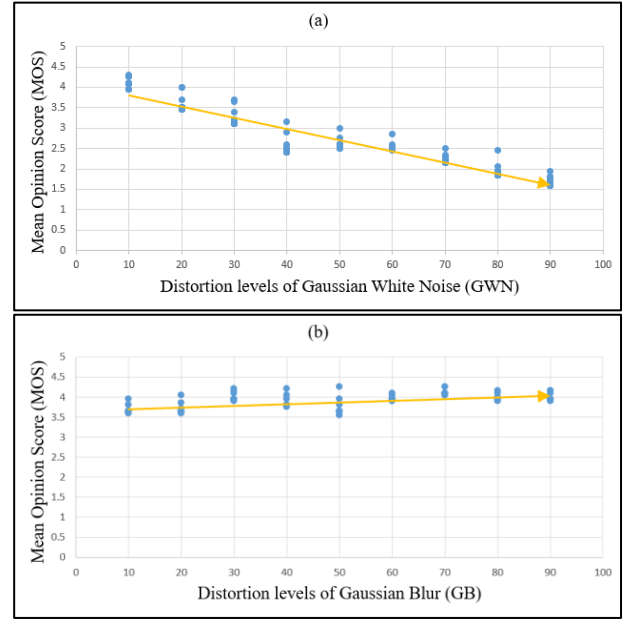 (a)
Mean Opinion Score (MOS)
5
4.5
4
3.5
3
2.5
2
1.5
1
0.5
0
0 10 20 30 40 50 60 70 80 90 100
Distortion levels of Gaussian White Noise (GWN)
(b)
Mean Opinion Score (MOS)
5
4.5
4
3.5
3
2.5
2
1.5
1
0.5
0
0 10 20 30 40 50 60 70 80 90 100
Distortion levels of Gaussian Blur (GB)